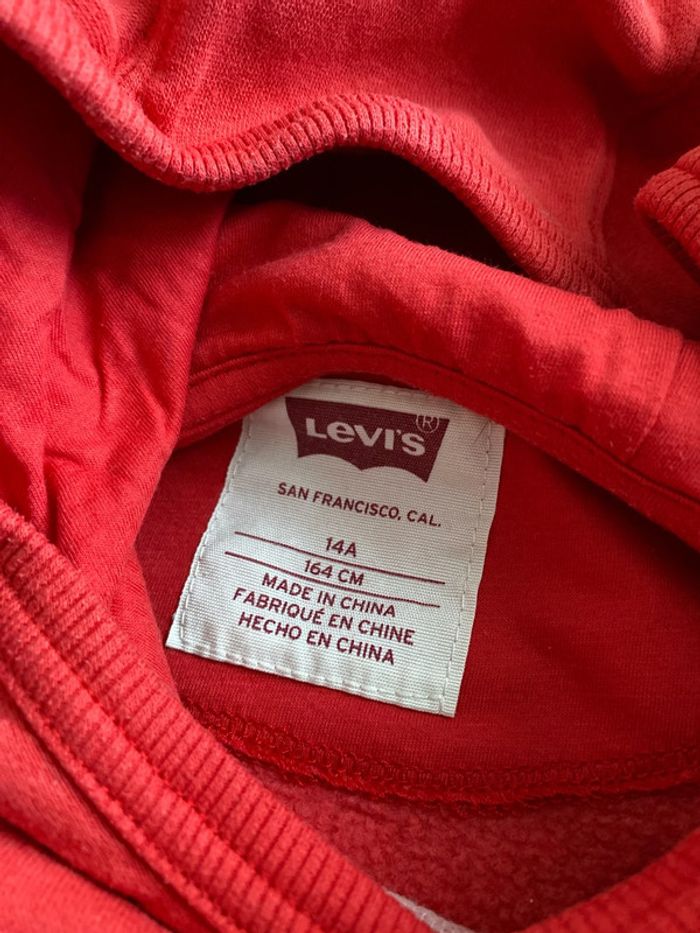 LEVI'S ®
SAN FRANCISCO, CAL.
14A
164 CM
MADE IN CHINA
FABRIQUÉ EN CHINE
HECHO EN CHINA